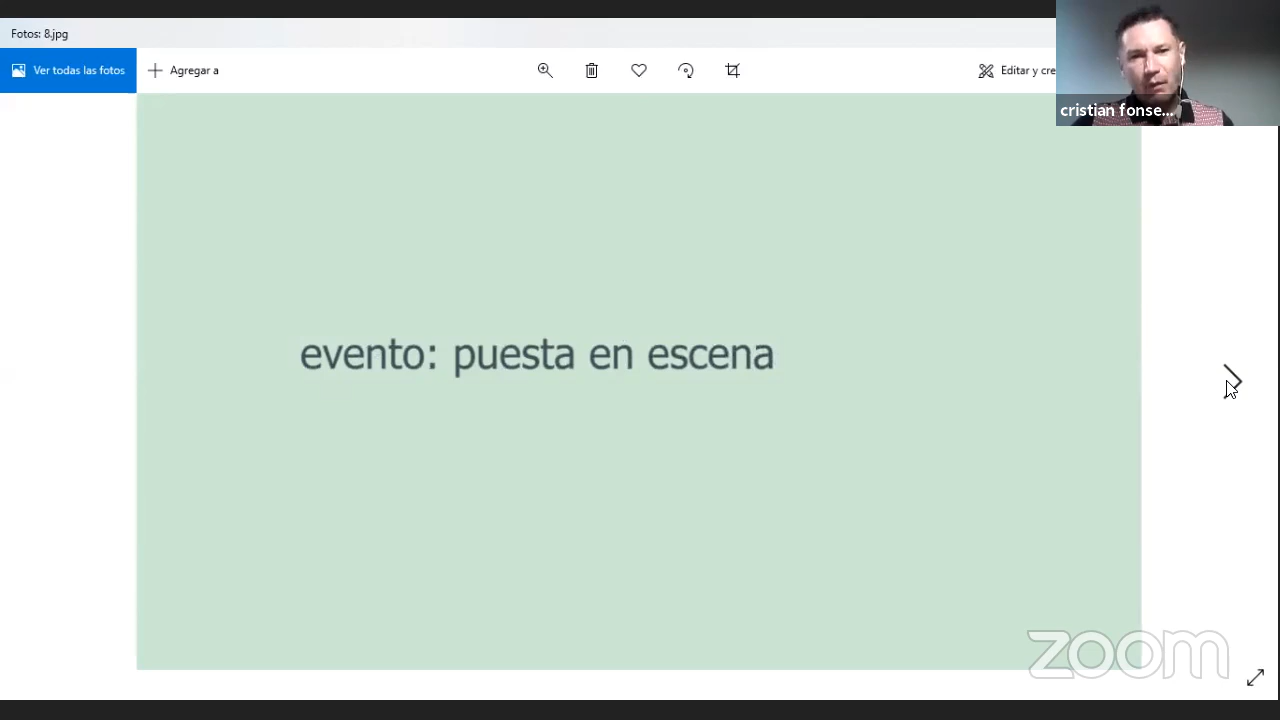 Fotos: 8.jpg
Ver todas las fotos
Agregar a
Editar y cre
cristian fonse...
evento: puesta en escena
zoom